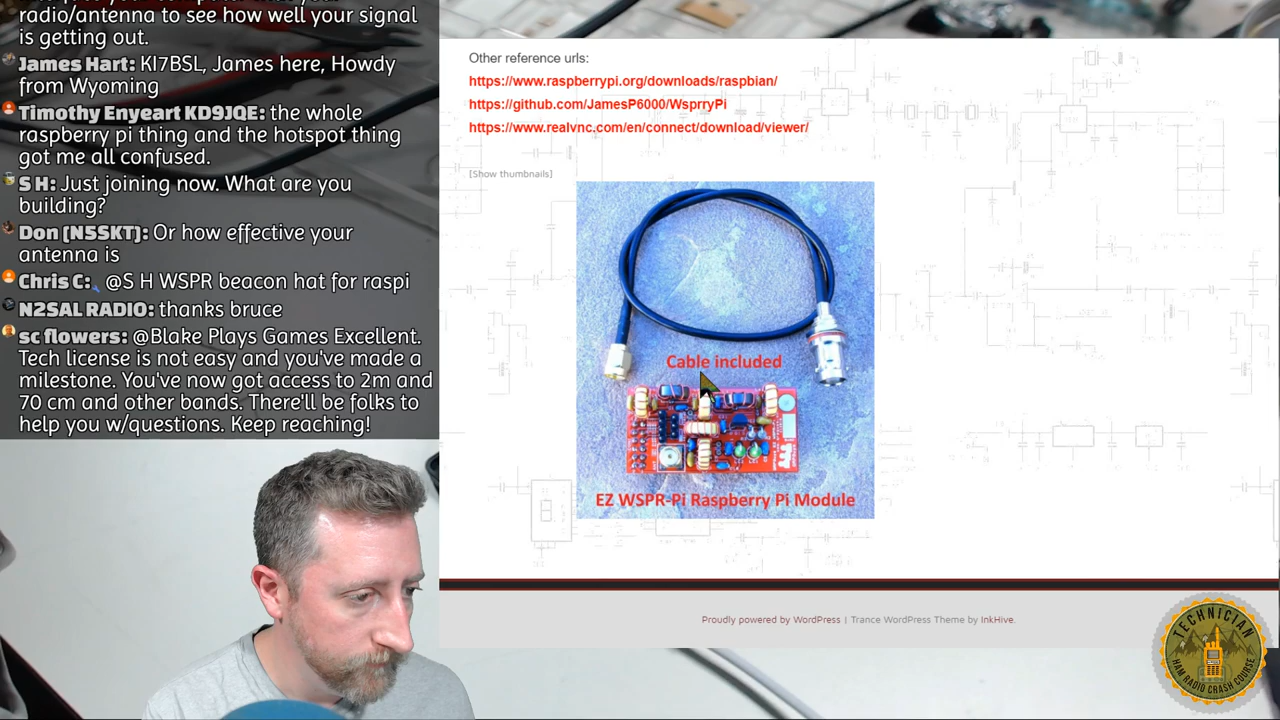 radio/antenna to see how well your signal
is getting out.
James Hart: KI7BSL, James here, Howdy
from Wyoming
Timothy Enyeart KD9JQE: the whole
raspberry pi thing and the hotspot thing
got me all confused.
S H: Just joining now. What are you
building?
Don (N5SKT): Or how effective your
antenna is
Chris C: @S H WSPR beacon hat for raspi
N2SAL RADIO: thanks bruce
sc flowers: @Blake Plays Games Excellent.
Tech license is not easy and you've made a
milestone. You've now got access to 2m and
70 cm and other bands. There'll be folks to
help you w/questions. Keep reaching!
Other reference urls:
https://www.raspberrypi.org/downloads/raspbian/
https://github.com/JamesP6000/WsprryPi
https://www.realvnc.com/en/connect/download/viewer/
[Show thumbnails]
Cable included
EZ WSPR-Pi Raspberry Pi Module
Proudly powered by WordPress | Trance WordPress Theme by InkHive.
TECHNICIAN
HAM RADIO CRASH COURSE